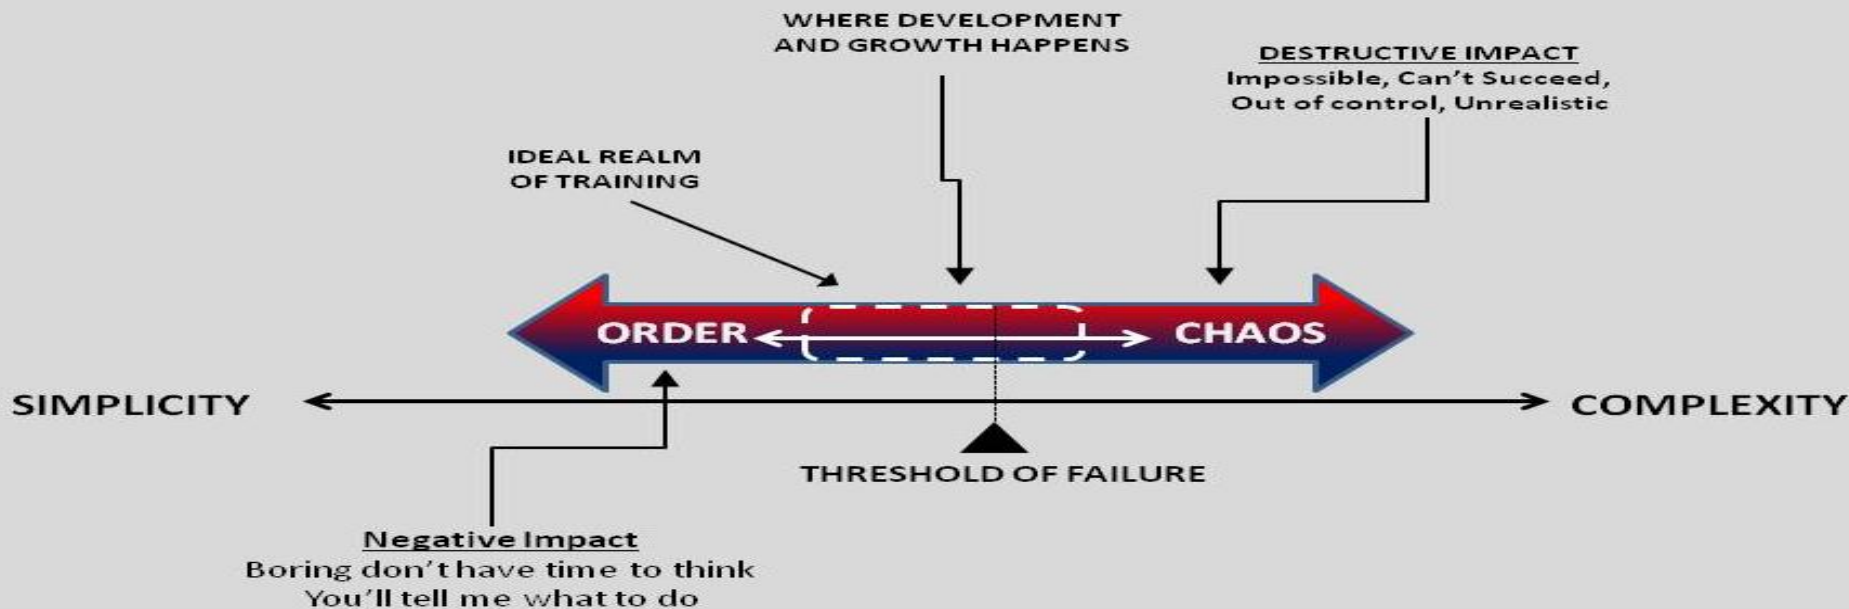 WHERE DEVELOPMENT
AND GROWTH HAPPENS
DESTRUCTIVE IMPACT
Impossible, Can't Succeed,
Out of control, Unrealistic
IDEAL REALM
OF TRAINING
ORDER
CHAOS
SIMPLICITY
COMPLEXITY
THRESHOLD OF FAILURE
Negative Impact
Boring don't have time to think
You'll tell me what to do